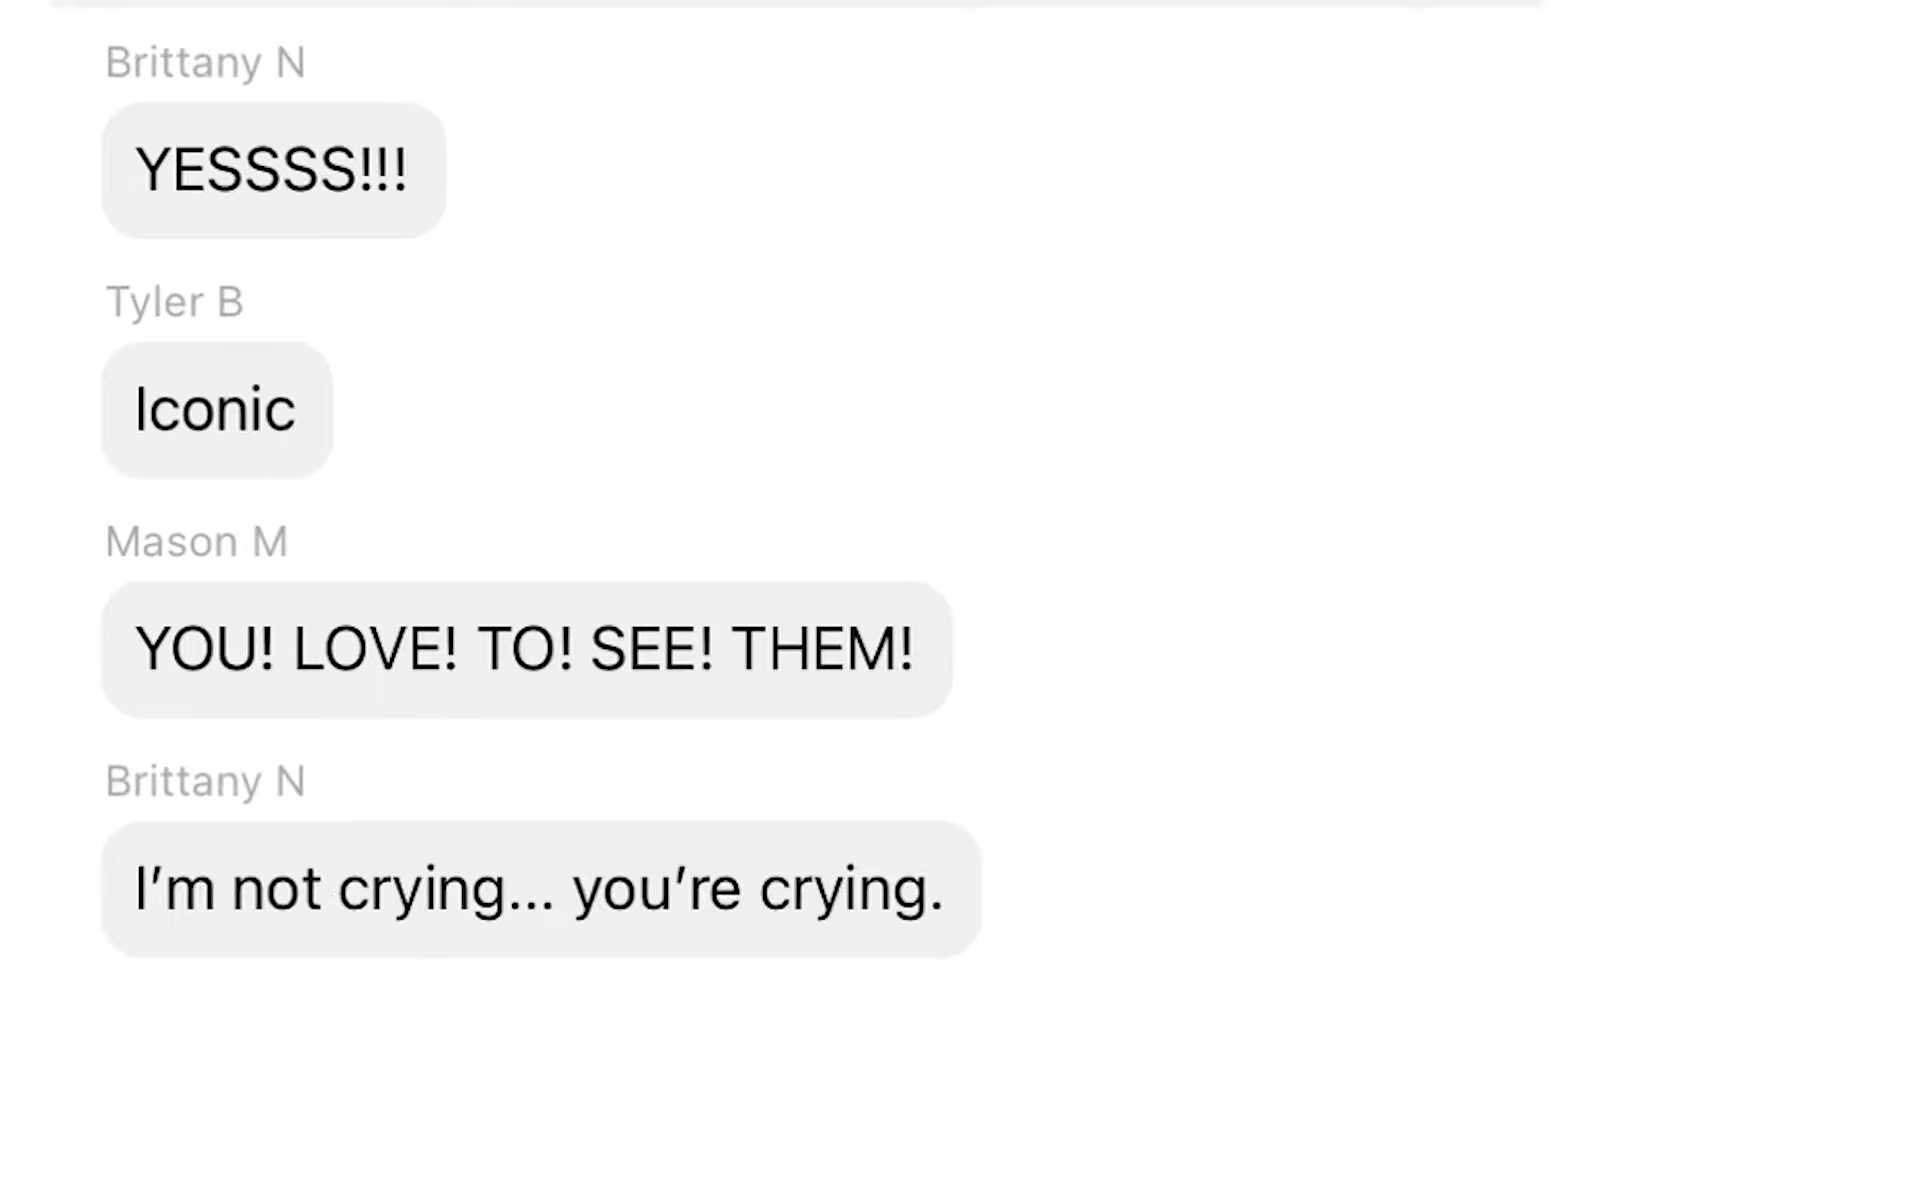 Brittany N
YESSSS!!!
Tyler B
Iconic
Mason M
YOU! LOVE! TO! SEE! THEM!
Brittany N
I’m not crying... you’re crying.